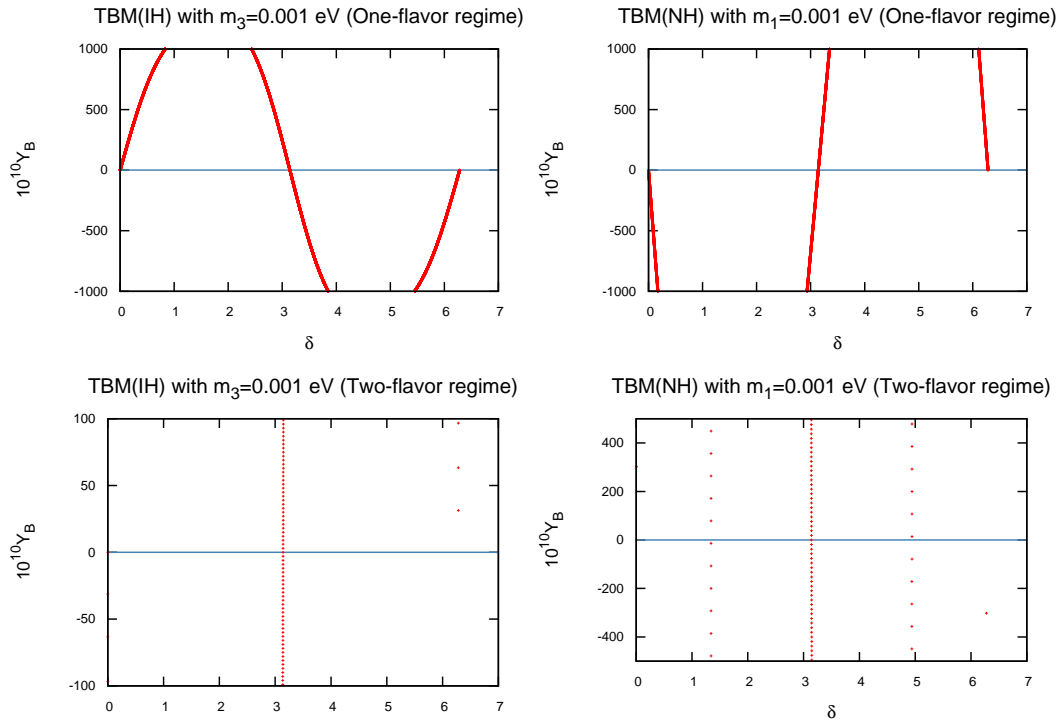 TBM(IH) with m3=0.001 eV (One-flavor regime)
1000
500
0
-500
-1000
10^10Y_B
0 1 2 3 4 5 6 7
δ
TBM(NH) with m1=0.001 eV (One-flavor regime)
1000
500
0
-500
-1000
10^10Y_B
0 1 2 3 4 5 6 7
δ
TBM(IH) with m3=0.001 eV (Two-flavor regime)
100
50
0
-50
-100
10^10Y_B
0 1 2 3 4 5 6 7
TBM(NH) with m1=0.001 eV (Two-flavor regime)
400
200
0
-200
-400
10^10Y_B
0 1 2 3 4 5 6 7
δ